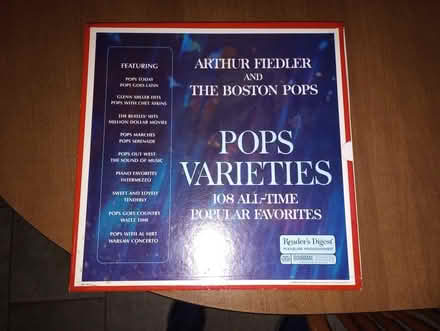 FEATURING
POPS TODAY
POPS GOES LATIN
GLENN MILLER HITS
POPS WITH CHET ATKINS
THE BEATLES' HITS
MILLION DOLLAR MOVIES
POPS MARCHES
POPS SERENADE
POPS OUT WEST
THE SOUND OF MUSIC
PIANO FAVORITES
INTERMEZZO
SWEET AND LOVELY
TENDERLY
POPS GOES COUNTRY
WALTZ TIME
POPS WITH AL HIRT
WARSAW CONCERTO
ARTHUR FIEDLER
AND
THE BOSTON POPS
POPS
VARIETIES
108 ALL-TIME
POPULAR FAVORITES
Reader's Digest
PLEASURE PROGRAMMED